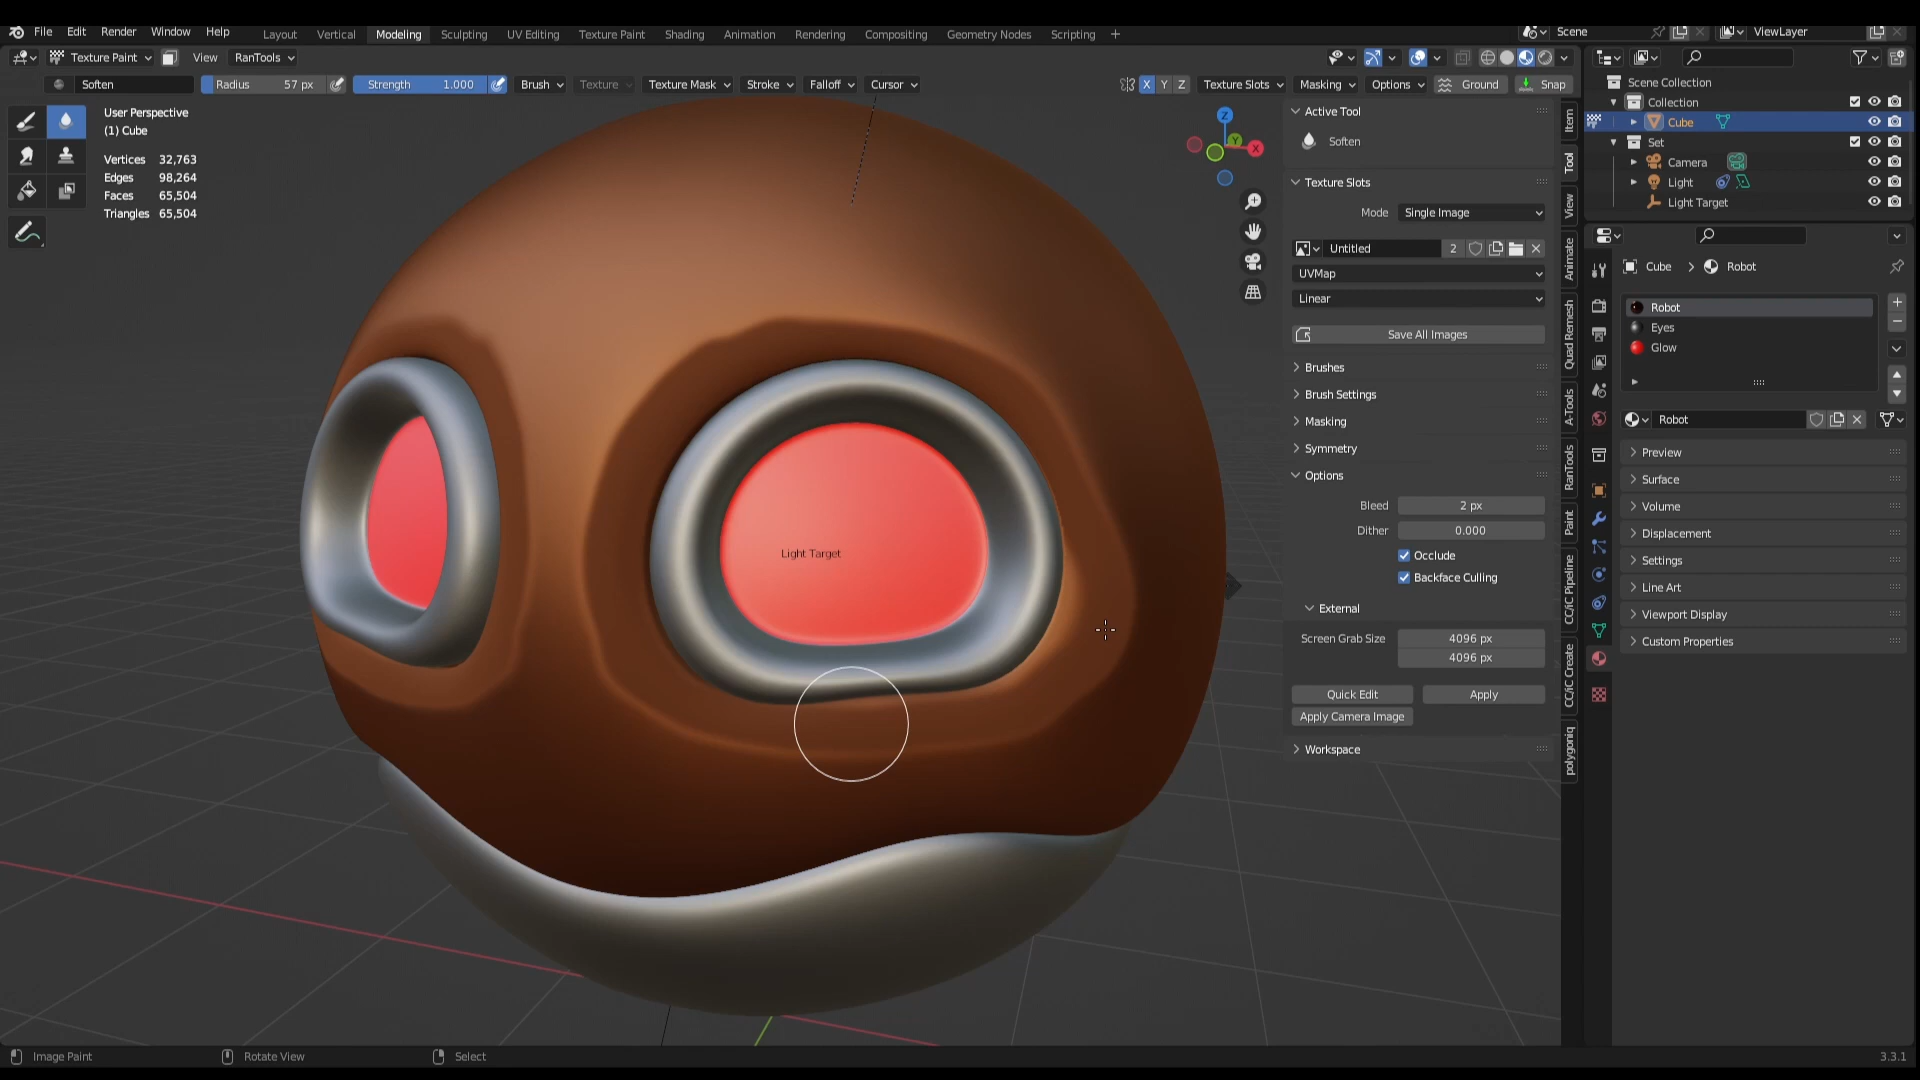 File Edit Render Window Help Layout Vertical Modeling Sculpting UV Editing Texture Paint Shading Animation Rendering Compositing Geometry Nodes Scripting + Scene ViewLayer
Texture Paint View RanTools
Soften Radius 57 px Strength 1.000 Brush Texture Texture Mask Stroke Falloff Cursor X Y Z Texture Slots Masking Options Ground Snap
User Perspective
(1) Cube
Vertices 32,763
Edges 98,264
Faces 65,504
Triangles 65,504
Z
Y
X
Light Target
Active Tool
Soften
Texture Slots
Mode Single Image
Untitled 2
UVMap
Linear
Save All Images
Brushes
Brush Settings
Masking
Symmetry
Options
Bleed 2 px
Dither 0.000
Occlude
Backface Culling
External
Screen Grab Size 4096 px
4096 px
Quick Edit Apply
Apply Camera Image
Workspace
Item
Tool
View
Animate
Quad Remesh
A-Tools
RanTools
Paint
CC/iC Pipeline
CC/iC Create
polygoniq
Scene Collection
Collection
Cube
Set
Camera
Light
Light Target
Cube Robot
Robot
Eyes
Glow
Robot
Preview
Surface
Volume
Displacement
Settings
Line Art
Viewport Display
Custom Properties
Image Paint Rotate View Select 3.3.1